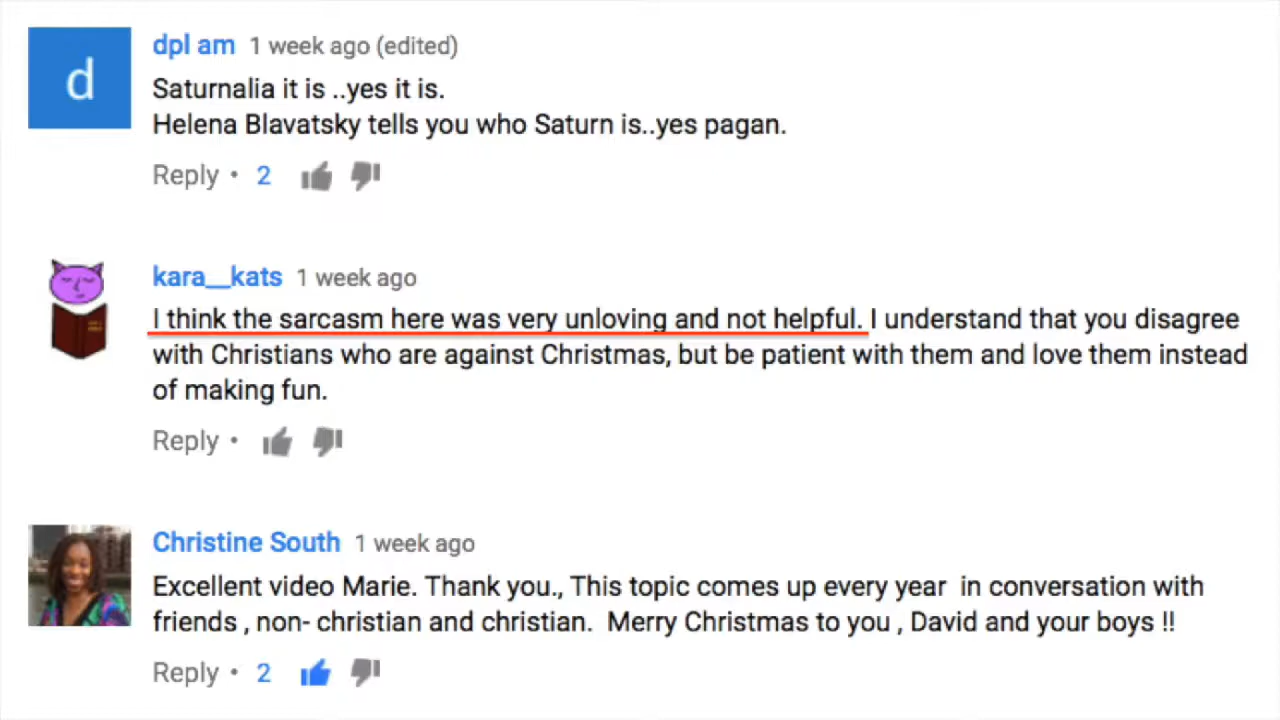 d
dpl am 1 week ago (edited)
Saturnalia it is ..yes it is.
Helena Blavatsky tells you who Saturn is..yes pagan.
Reply • 2
kara__kats 1 week ago
I think the sarcasm here was very unloving and not helpful. I understand that you disagree
with Christians who are against Christmas, but be patient with them and love them instead
of making fun.
Reply •
Christine South 1 week ago
Excellent video Marie. Thank you., This topic comes up every year  in conversation with
friends , non- christian and christian.  Merry Christmas to you , David and your boys !!
Reply • 2